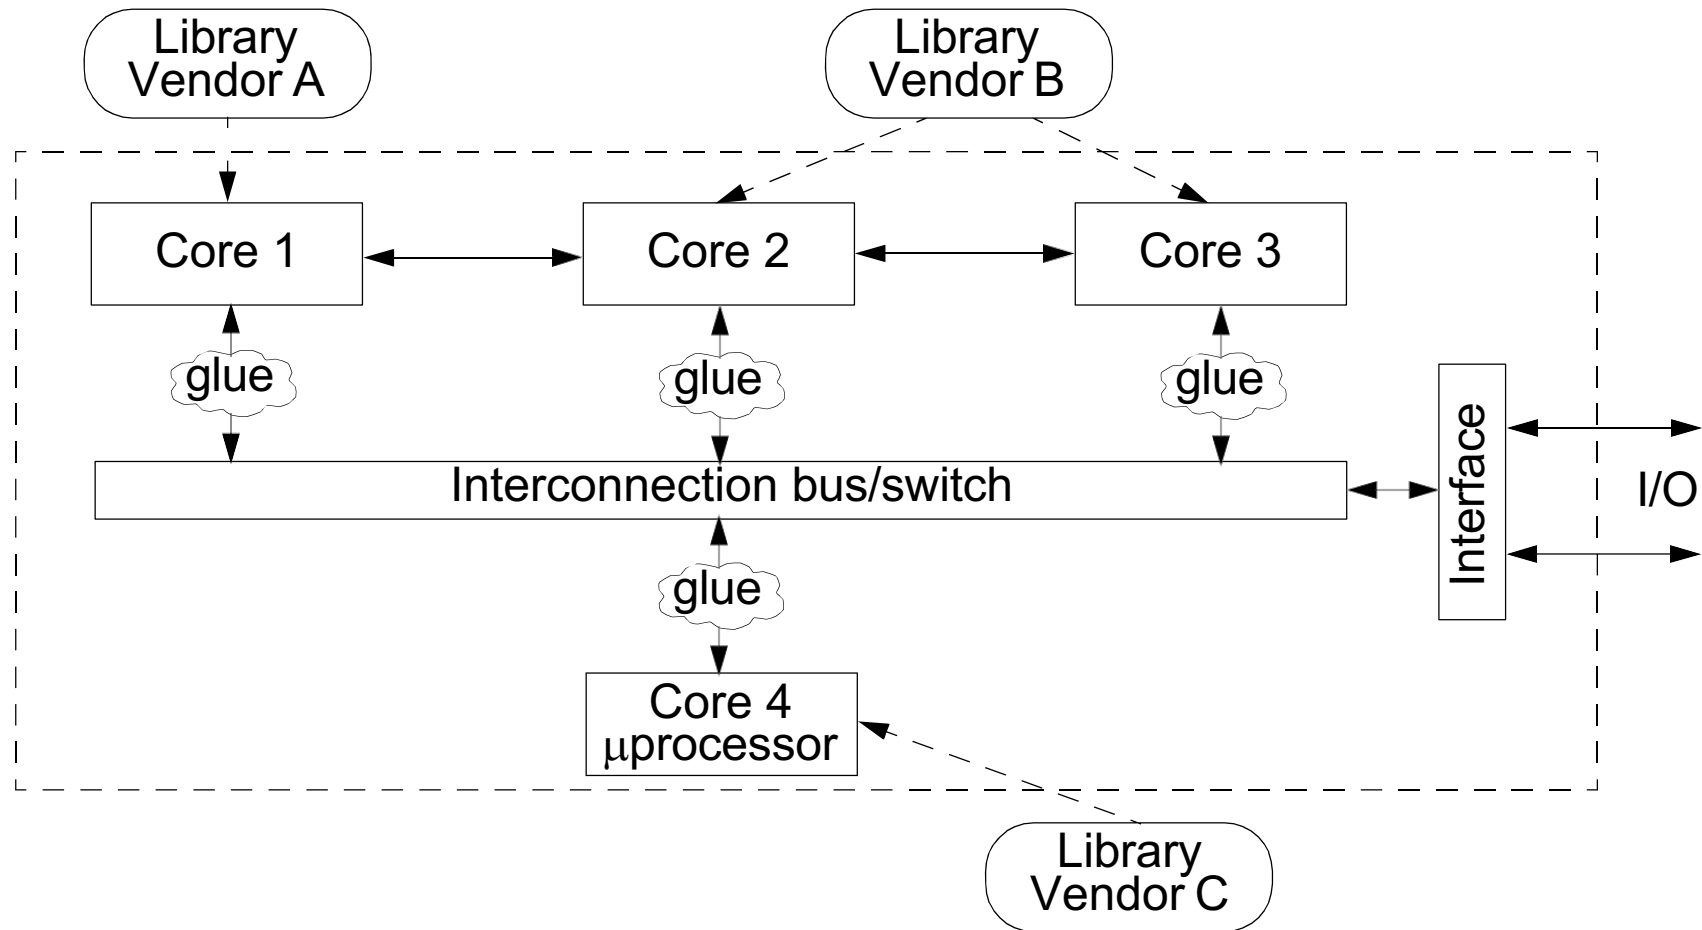 Library
Vendor A
Library
Vendor B
Core 1
Core 2
Core 3
glue
glue
glue
Interconnection bus/switch
Interface
I/O
glue
Core 4
μprocessor
Library
Vendor C